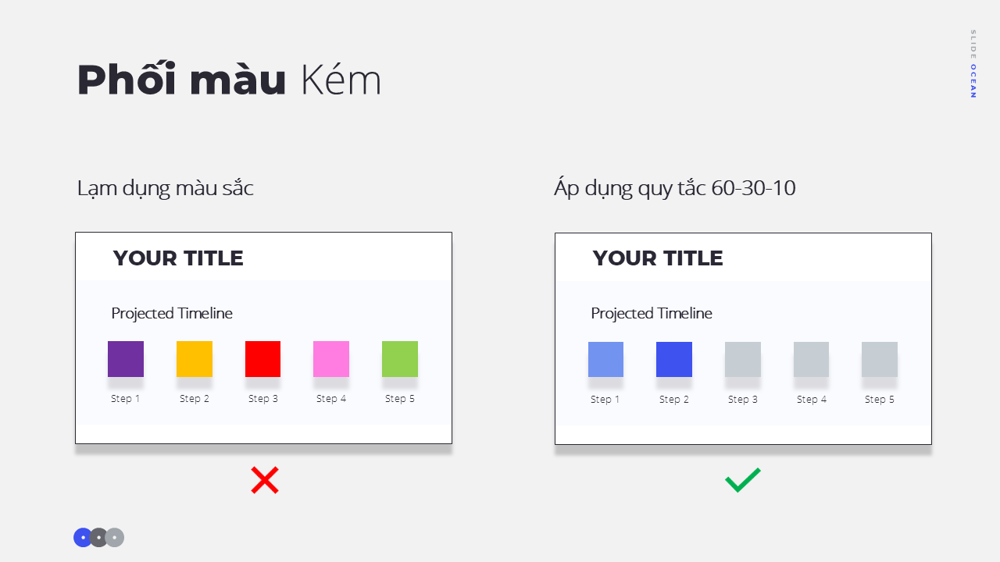 Phối màu Kém
SLIDE OCEAN
Lạm dụng màu sắc
YOUR TITLE
Projected Timeline
Step 1 Step 2 Step 3 Step 4 Step 5
Áp dụng quy tắc 60-30-10
YOUR TITLE
Projected Timeline
Step 1 Step 2 Step 3 Step 4 Step 5